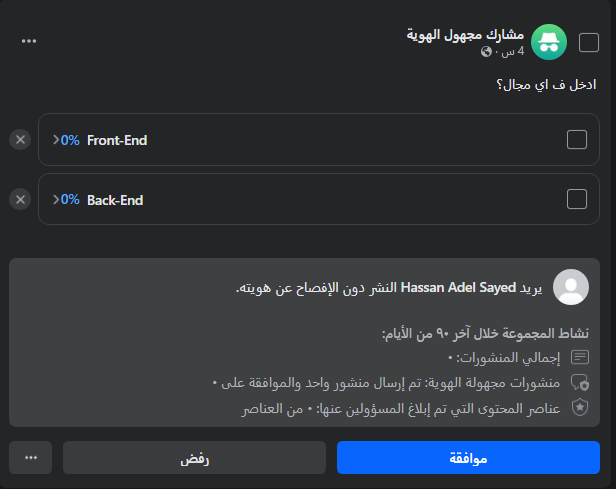 مشارك مجهول الهوية
4 س ·
ادخل ف اي مجال؟
Front-End 0%
Back-End 0%
يريد Hassan Adel Sayed النشر دون الإفصاح عن هويته.
نشاط المجموعة خلال آخر ٩٠ من الأيام:
إجمالي المنشورات: ٠
منشورات مجهولة الهوية: تم إرسال منشور واحد والموافقة على ٠
عناصر المحتوى التي تم إبلاغ المسؤولين عنها: ٠ من العناصر
موافقة
رفض